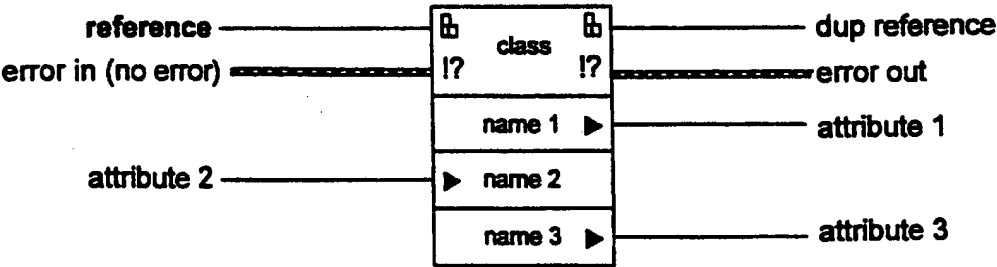 reference class dup reference
error in (no error) !? !? error out
name 1 attribute 1
attribute 2 name 2
name 3 attribute 3